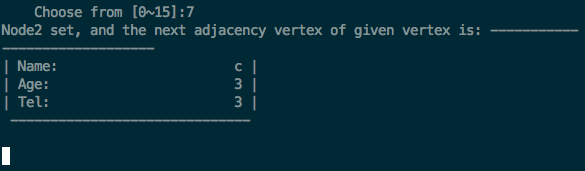 Choose from [0~15]:7
Node2 set, and the next adjacency vertex of given vertex is: -----------
-------------------
| Name:                      c |
| Age:                       3 |
| Tel:                       3 |
 ------------------------------